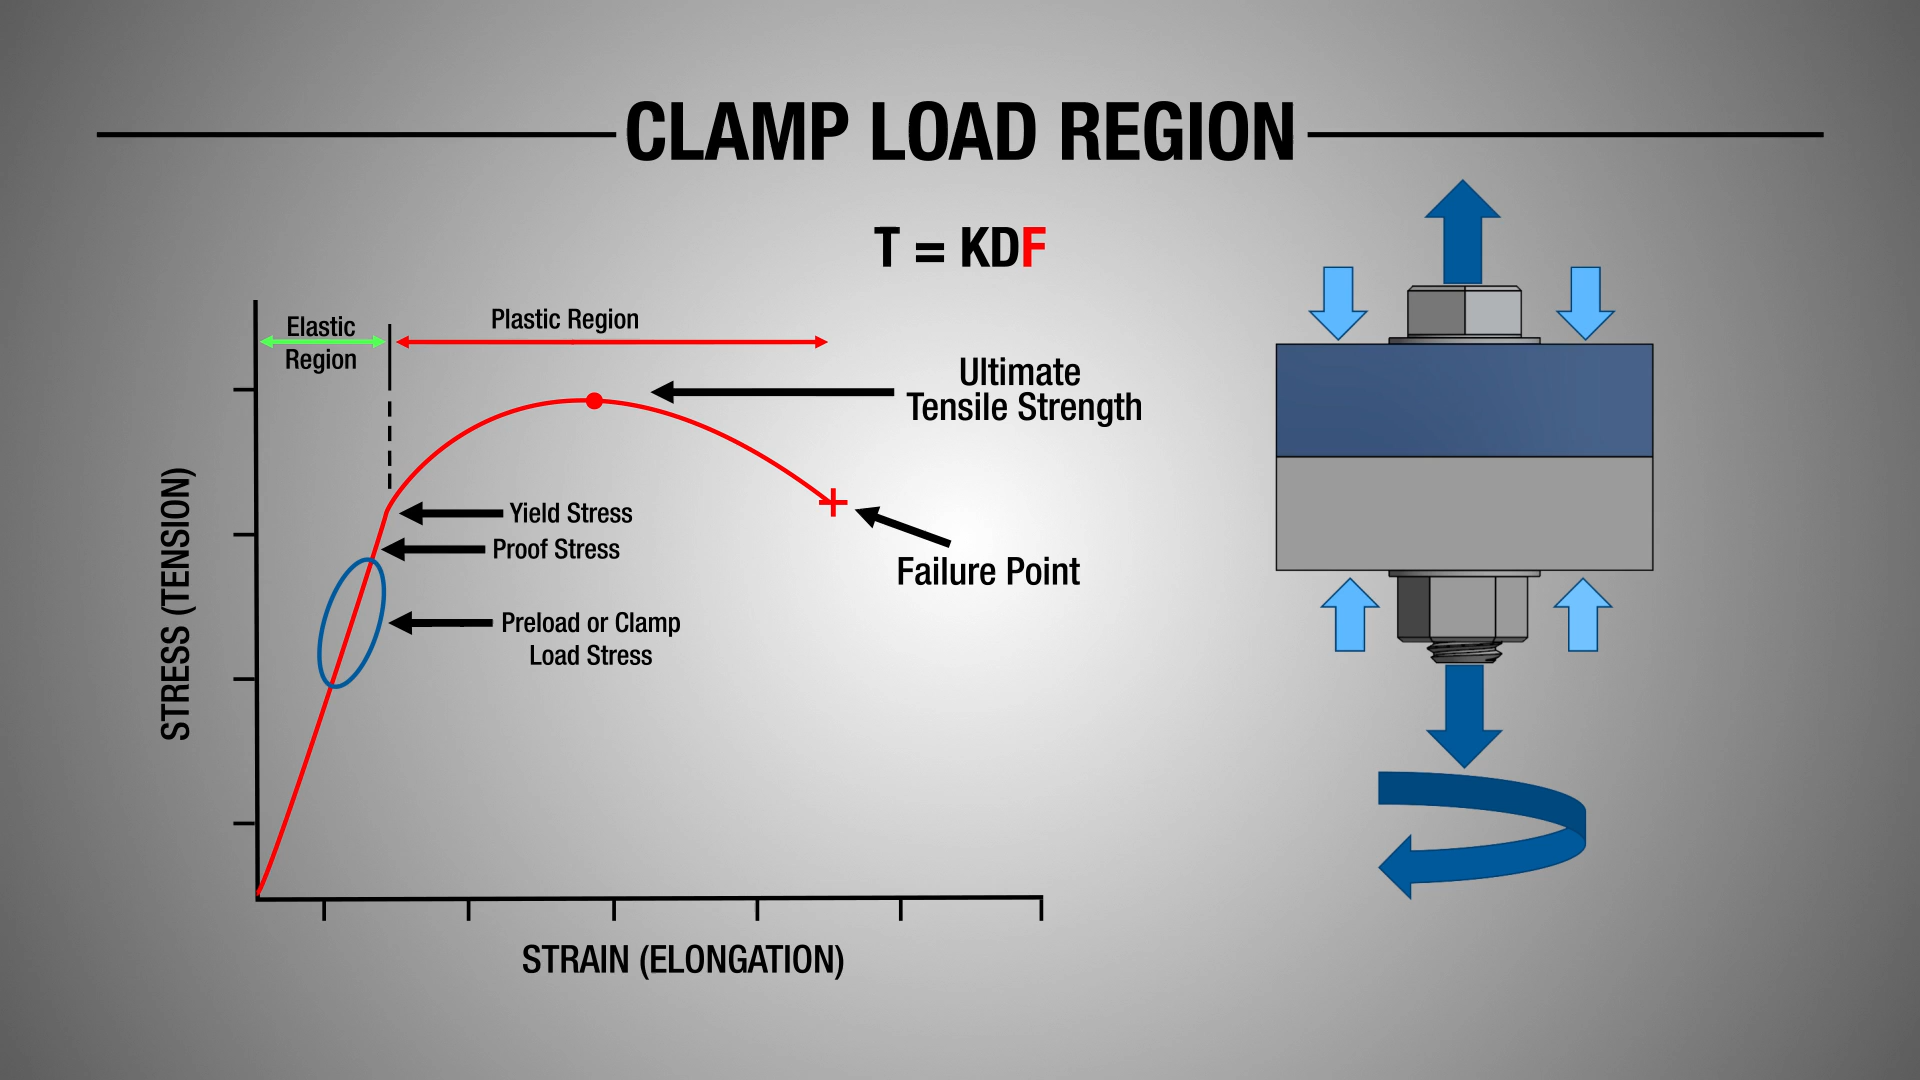 CLAMP LOAD REGION
T = KDF
Elastic
Region
Plastic Region
Ultimate
Tensile Strength
Yield Stress
Proof Stress
Failure Point
Preload or Clamp
Load Stress
STRESS (TENSION)
STRAIN (ELONGATION)